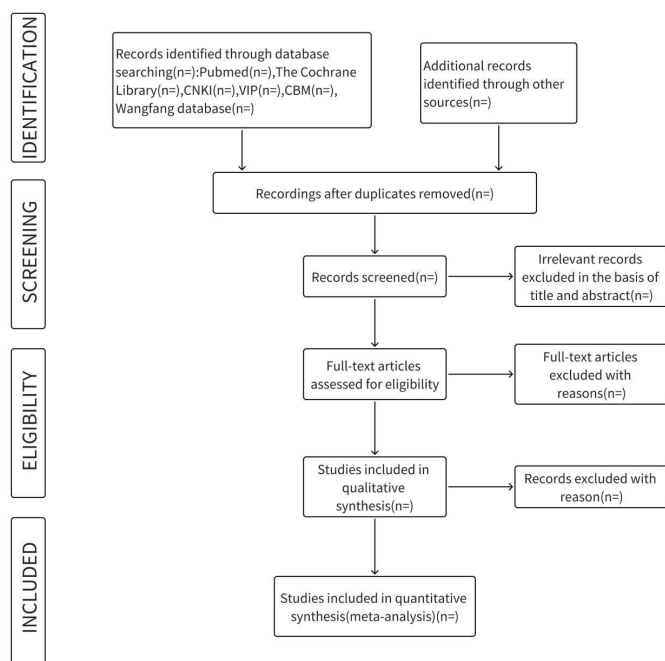 IDENTIFICATION
Records identified through database
searching(n=):Pubmed(n=),The Cochrane
Library(n=),CNKI(n=),VIP(n=),CBM(n=),
Wangfang database(n=)
Additional records
identified through other
sources(n=)
SCREENING
Recordings after duplicates removed(n=)
Records screened(n=)
Irrelevant records
excluded in the basis of
title and abstract(n=)
ELIGIBILITY
Full-text articles
assessed for eligibility
Full-text articles
excluded with
reasons(n=)
Studies included in
qualitative
synthesis(n=)
Records excluded with
reason(n=)
INCLUDED
Studies included in quantitative
synthesis(meta-analysis)(n=)